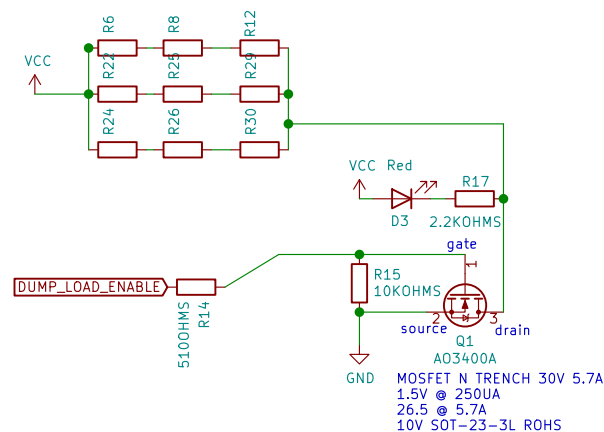 R6
R8
R12
VCC
R22
R25
R29
R24
R26
R30
VCC Red
R17
D3
2.2KOHMS
gate
1
DUMP_LOAD_ENABLE
R15
10KOHMS
510OHMS
R14
source
2
3
drain
Q1
AO3400A
GND
MOSFET N TRENCH 30V 5.7A
1.5V @ 250UA
26.5 @ 5.7A
10V SOT-23-3L ROHS